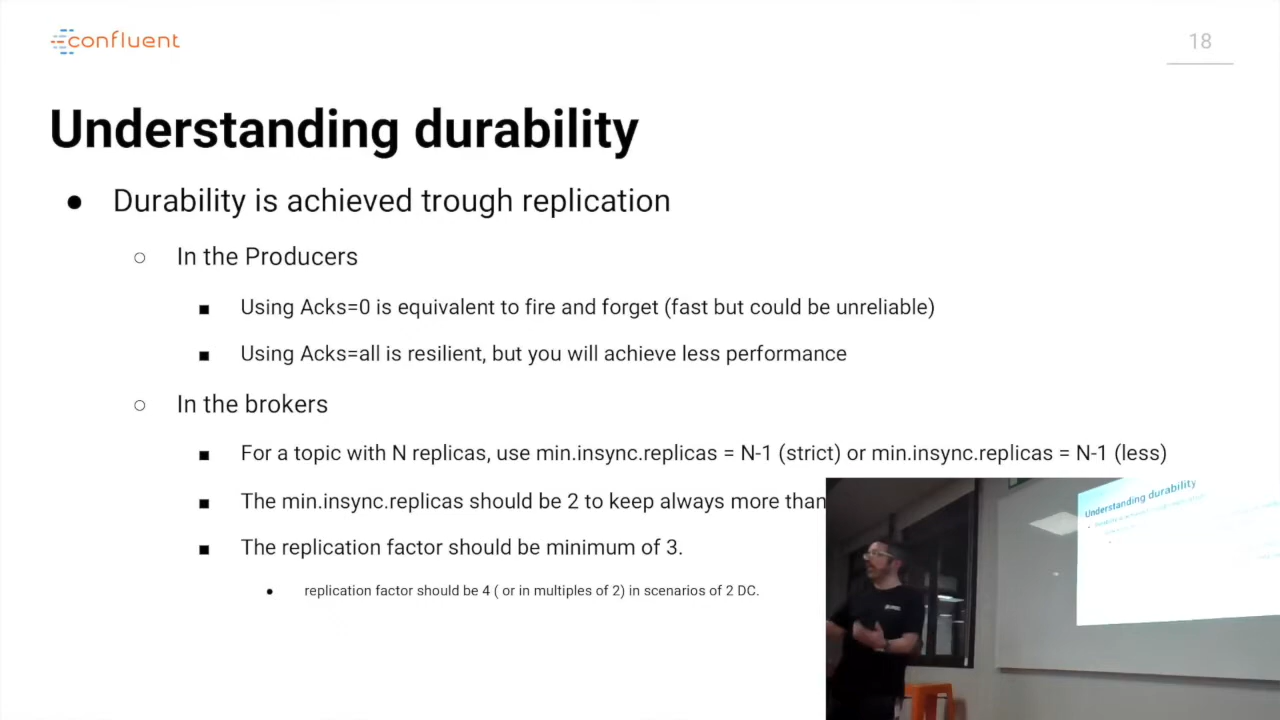 confluent
18
Understanding durability
● Durability is achieved trough replication
○ In the Producers
■ Using Acks=0 is equivalent to fire and forget (fast but could be unreliable)
■ Using Acks=all is resilient, but you will achieve less performance
○ In the brokers
■ For a topic with N replicas, use min.insync.replicas = N-1 (strict) or min.insync.replicas = N-1 (less)
■ The min.insync.replicas should be 2 to keep always more than
■ The replication factor should be minimum of 3.
● replication factor should be 4 ( or in multiples of 2) in scenarios of 2 DC.
Understanding durability